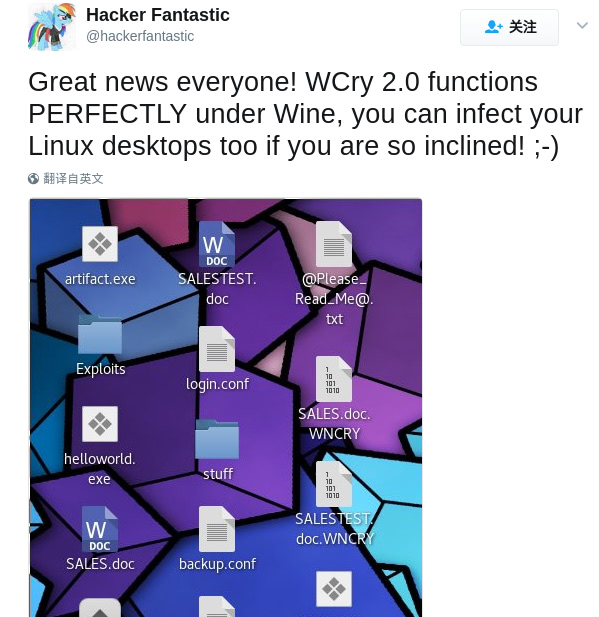 Hacker Fantastic
@hackerfantastic
关注
Great news everyone! WCry 2.0 functions
PERFECTLY under Wine, you can infect your
Linux desktops too if you are so inclined! ;-)
翻译自英文
artifact.exe
W
DOC
SALESTEST.
doc
@Please_
Read_Me@.
txt
Exploits
login.conf
1
10
101
1010
SALES.doc.
WNCRY
helloworld.
exe
stuff
1
10
101
1010
SALESTEST.
doc.WNCRY
W
DOC
SALES.doc
backup.conf